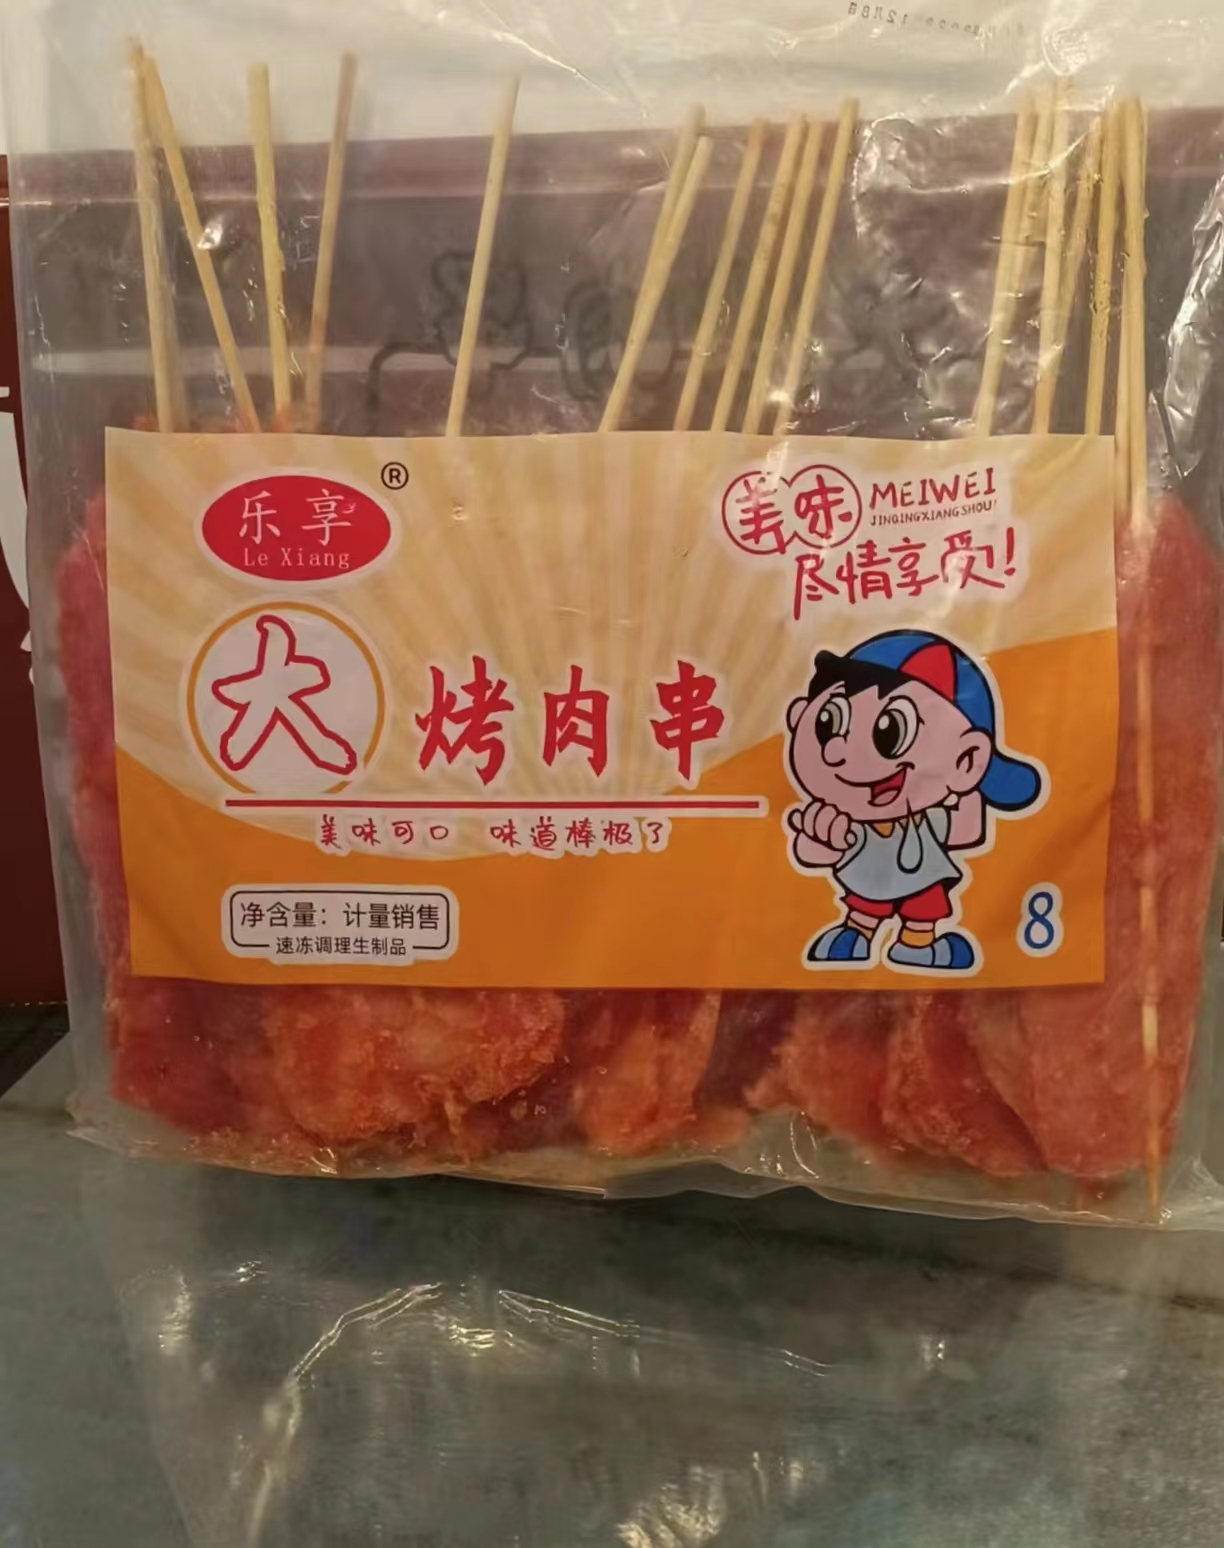 乐享
®
Le Xiang
美味 MEIWEI
JINQINGXIANGSHOU!
尽情享受!
大烤肉串
美味可口 味道棒极了
净含量：计量销售
速冻调理生制品
8